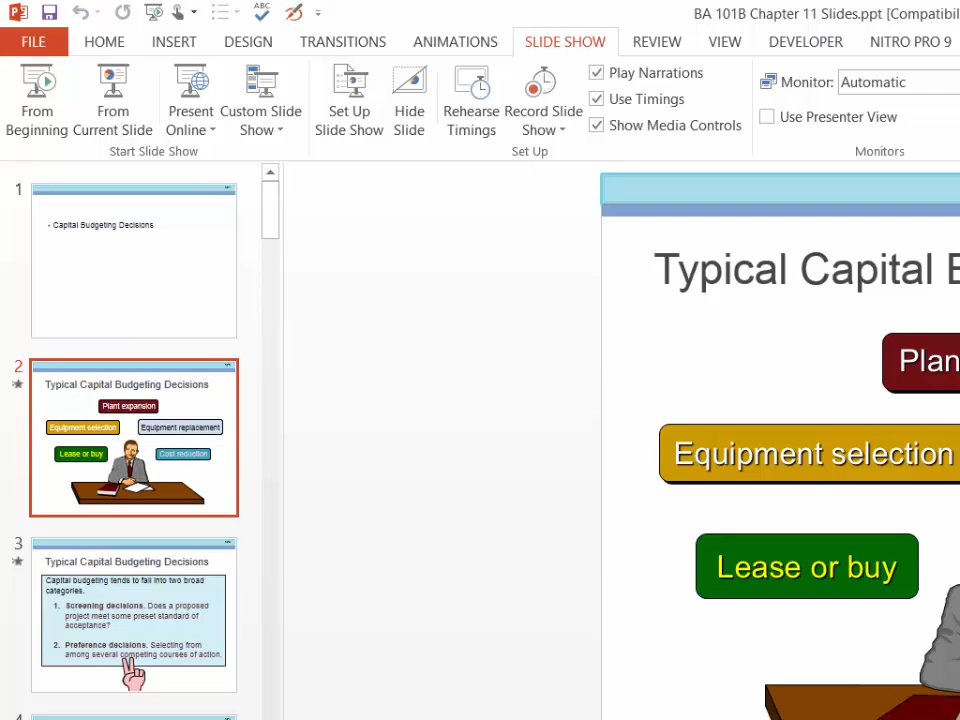 BA 101B Chapter 11 Slides.ppt [Compatibil
ABC
FILE HOME INSERT DESIGN TRANSITIONS ANIMATIONS SLIDE SHOW REVIEW VIEW DEVELOPER NITRO PRO 9
From Beginning
From Current Slide
Present Online
Custom Slide Show
Set Up Slide Show
Hide Slide
Rehearse Timings
Record Slide Show
Play Narrations
Use Timings
Show Media Controls
Monitor: Automatic
Use Presenter View
Start Slide Show
Set Up
Monitors
1
• Capital Budgeting Decisions
2
Typical Capital Budgeting Decisions
Plant expansion
Equipment selection
Equipment replacement
Lease or buy
Cost reduction
3
Typical Capital Budgeting Decisions
Capital budgeting tends to fall into two broad
categories.
1. Screening decisions. Does a proposed
project meet some preset standard of
acceptance?
2. Preference decisions. Selecting from
among several competing courses of action.
4
Typical Capital B
Plan
Equipment selection
Lease or buy